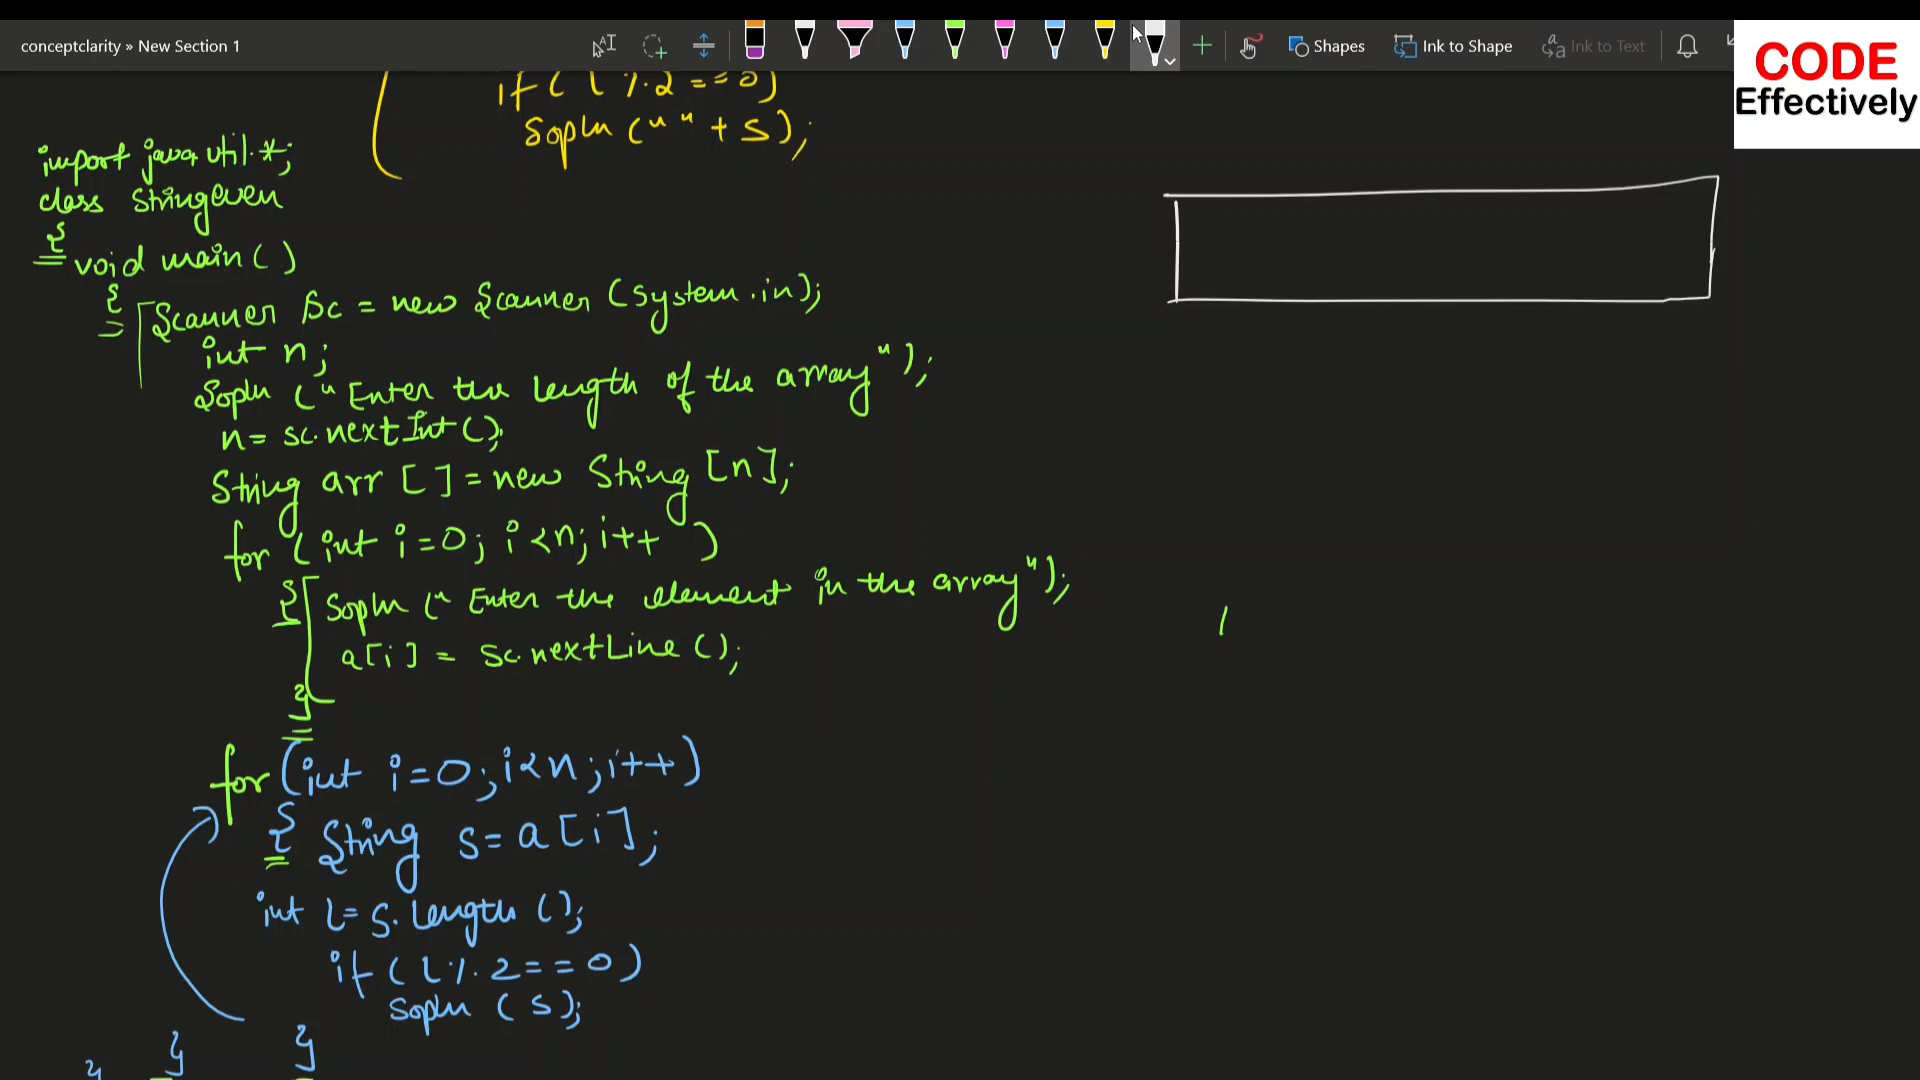 conceptclarity » New Section 1
Shapes
Ink to Shape
Ink to Text
CODE
Effectively
if ( l % 2 == 0)
Sopln (" " + s);
import java.util.*;
class Stringeven
{
void main( )
{
Scanner sc = new Scanner (System.in);
int n;
Sopln (" Enter the length of the array");
n= sc.nextInt();
String arr [ ] = new String [n];
for (int i=0; i<n; i++ )
{ Sopln (" Enter the element in the array");
a[i] = sc.nextLine();
}
for (int i=0; i<n; i++)
{ String s= a[i];
int l= s.length ();
if ( l % 2 == 0 )
Sopln ( s);
}
}
}